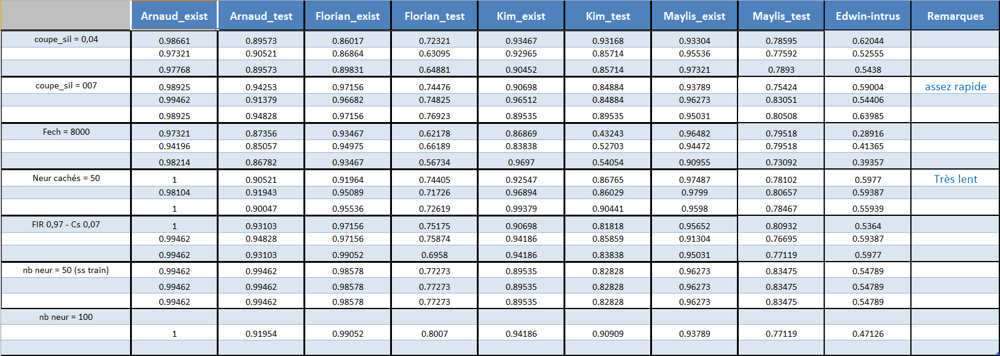 Arnaud_exist Arnaud_test Florian_exist Florian_test Kim_exist Kim_test Maylis_exist Maylis_test Edwin-intrus Remarques
coupe_sil = 0,04 0.98661 0.89573 0.86017 0.72321 0.93467 0.93168 0.93304 0.78595 0.62044
0.97321 0.90521 0.86864 0.63095 0.92965 0.85714 0.95536 0.77592 0.52555
0.97768 0.89573 0.89831 0.64881 0.90452 0.85714 0.97321 0.7893 0.5438
coupe_sil = 007 0.98925 0.94253 0.97156 0.74476 0.90698 0.84884 0.93789 0.75424 0.59004 assez rapide
0.99462 0.91379 0.96682 0.74825 0.96512 0.84884 0.96273 0.83051 0.54406
0.98925 0.94828 0.97156 0.76923 0.89535 0.89535 0.95031 0.80508 0.63985
Fech = 8000 0.97321 0.87356 0.93467 0.62178 0.86869 0.43243 0.96482 0.79518 0.28916
0.94196 0.85057 0.94975 0.66189 0.83838 0.52703 0.94472 0.79518 0.41365
0.98214 0.86782 0.93467 0.56734 0.9697 0.54054 0.90955 0.73092 0.39357
Neur cachés = 50 1 0.90521 0.91964 0.74405 0.92547 0.86765 0.97487 0.78102 0.5977 Très lent
0.98104 0.91943 0.95089 0.71726 0.96894 0.86029 0.9799 0.80657 0.59387
1 0.90047 0.95536 0.72619 0.99379 0.90441 0.9598 0.78467 0.55939
FIR 0,97 - Cs 0,07 1 0.93103 0.97156 0.75175 0.90698 0.81818 0.95652 0.80932 0.5364
0.99462 0.94828 0.97156 0.75874 0.94186 0.85859 0.91304 0.76695 0.59387
0.99462 0.93103 0.99052 0.6958 0.94186 0.83838 0.95031 0.77119 0.5977
nb neur = 50 (ss train) 0.99462 0.99462 0.98578 0.77273 0.89535 0.82828 0.96273 0.83475 0.54789
0.99462 0.99462 0.98578 0.77273 0.89535 0.82828 0.96273 0.83475 0.54789
0.99462 0.99462 0.98578 0.77273 0.89535 0.82828 0.96273 0.83475 0.54789
nb neur = 100
1 0.91954 0.99052 0.8007 0.94186 0.90909 0.93789 0.77119 0.47126